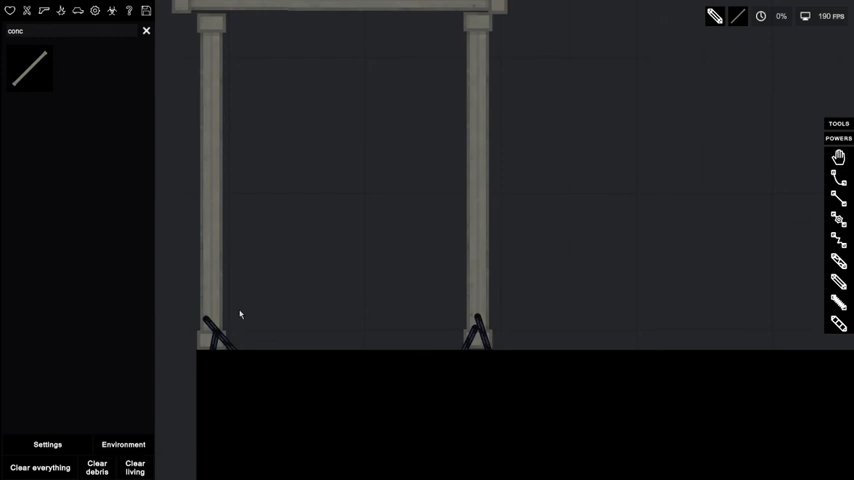 conc
0%
190 FPS
TOOLS
POWERS
Settings
Environment
Clear everything
Clear debris
Clear living